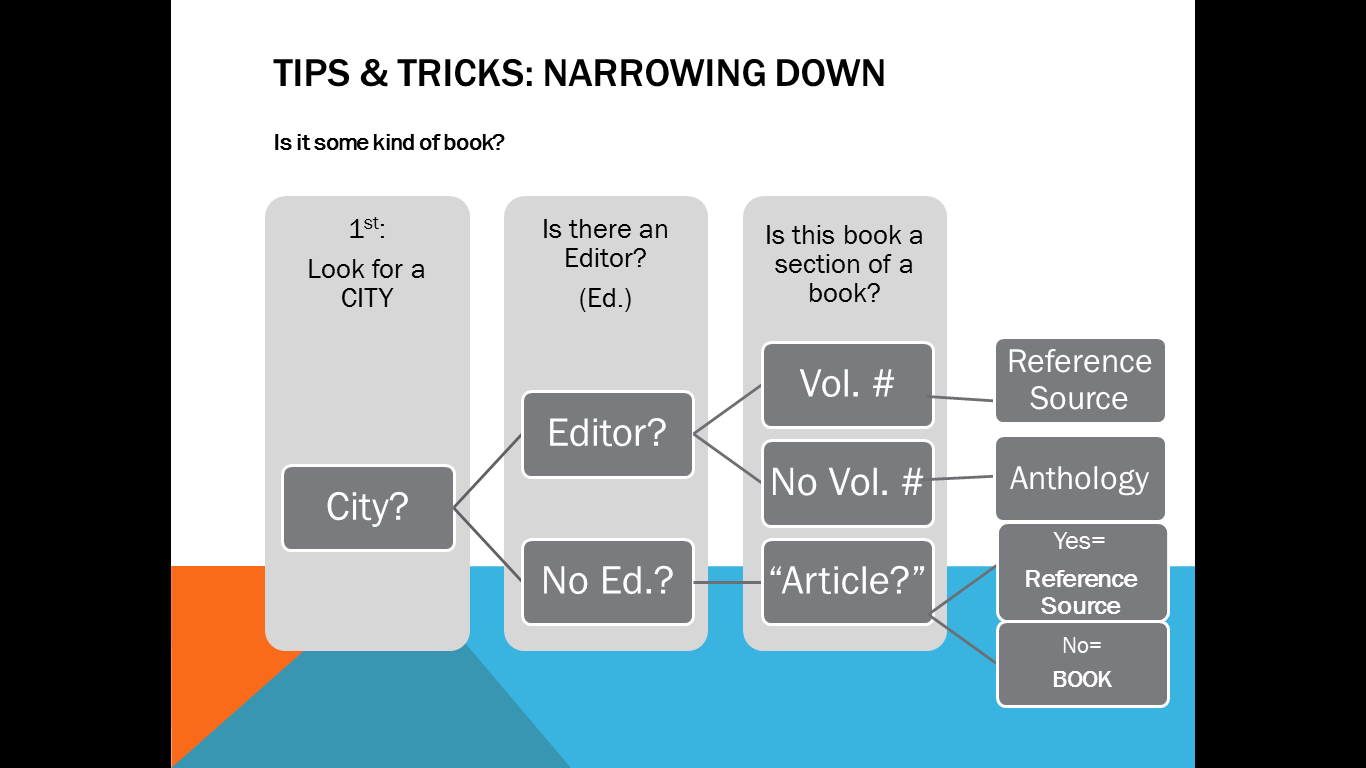 TIPS & TRICKS: NARROWING DOWN
Is it some kind of book?
1st:
Look for a
CITY
City?
Is there an
Editor?
(Ed.)
Editor?
No Ed.?
Is this book a
section of a
book?
Vol. #
No Vol. #
“Article?”
Reference
Source
Anthology
Yes=
Reference
Source
No=
BOOK